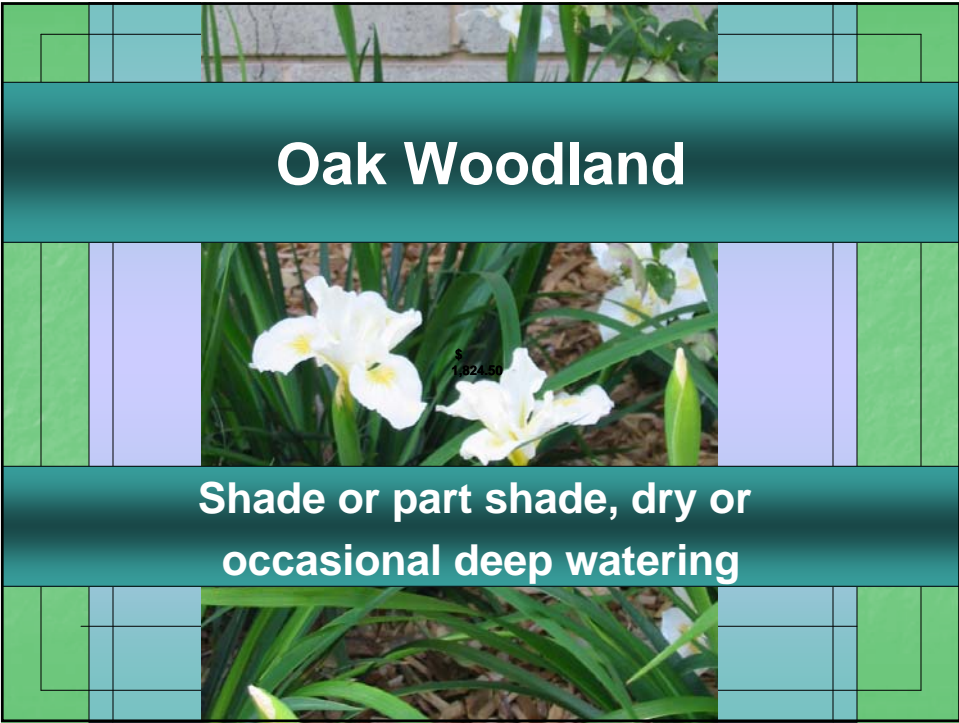 Oak Woodland
$
1,824.50
Shade or part shade, dry or
occasional deep watering